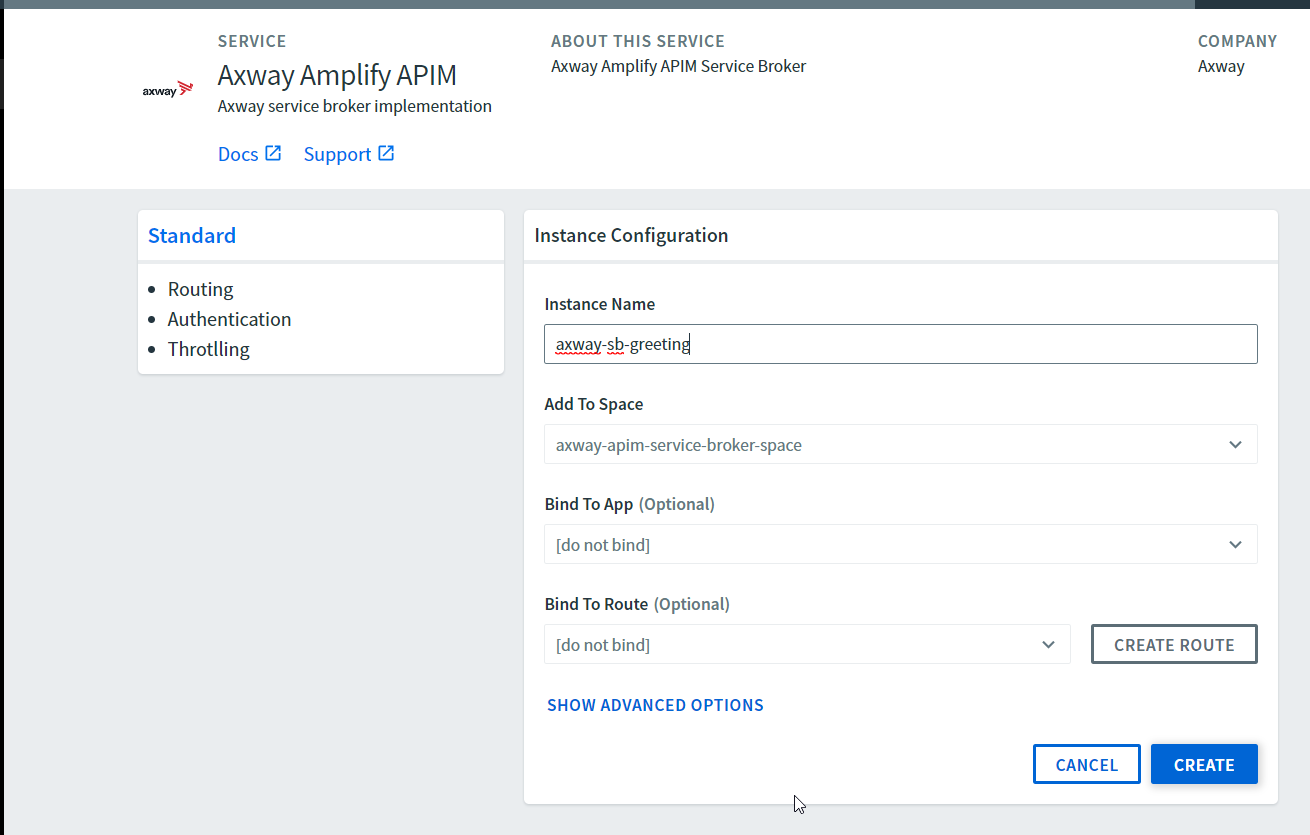 SERVICE
Axway Amplify APIM
Axway service broker implementation
Docs
Support
ABOUT THIS SERVICE
Axway Amplify APIM Service Broker
COMPANY
Axway
axway
Standard
Routing
Authentication
Throtlling
Instance Configuration
Instance Name
axway-sb-greeting
Add To Space
axway-apim-service-broker-space
Bind To App (Optional)
[do not bind]
Bind To Route (Optional)
[do not bind]
CREATE ROUTE
SHOW ADVANCED OPTIONS
CANCEL
CREATE